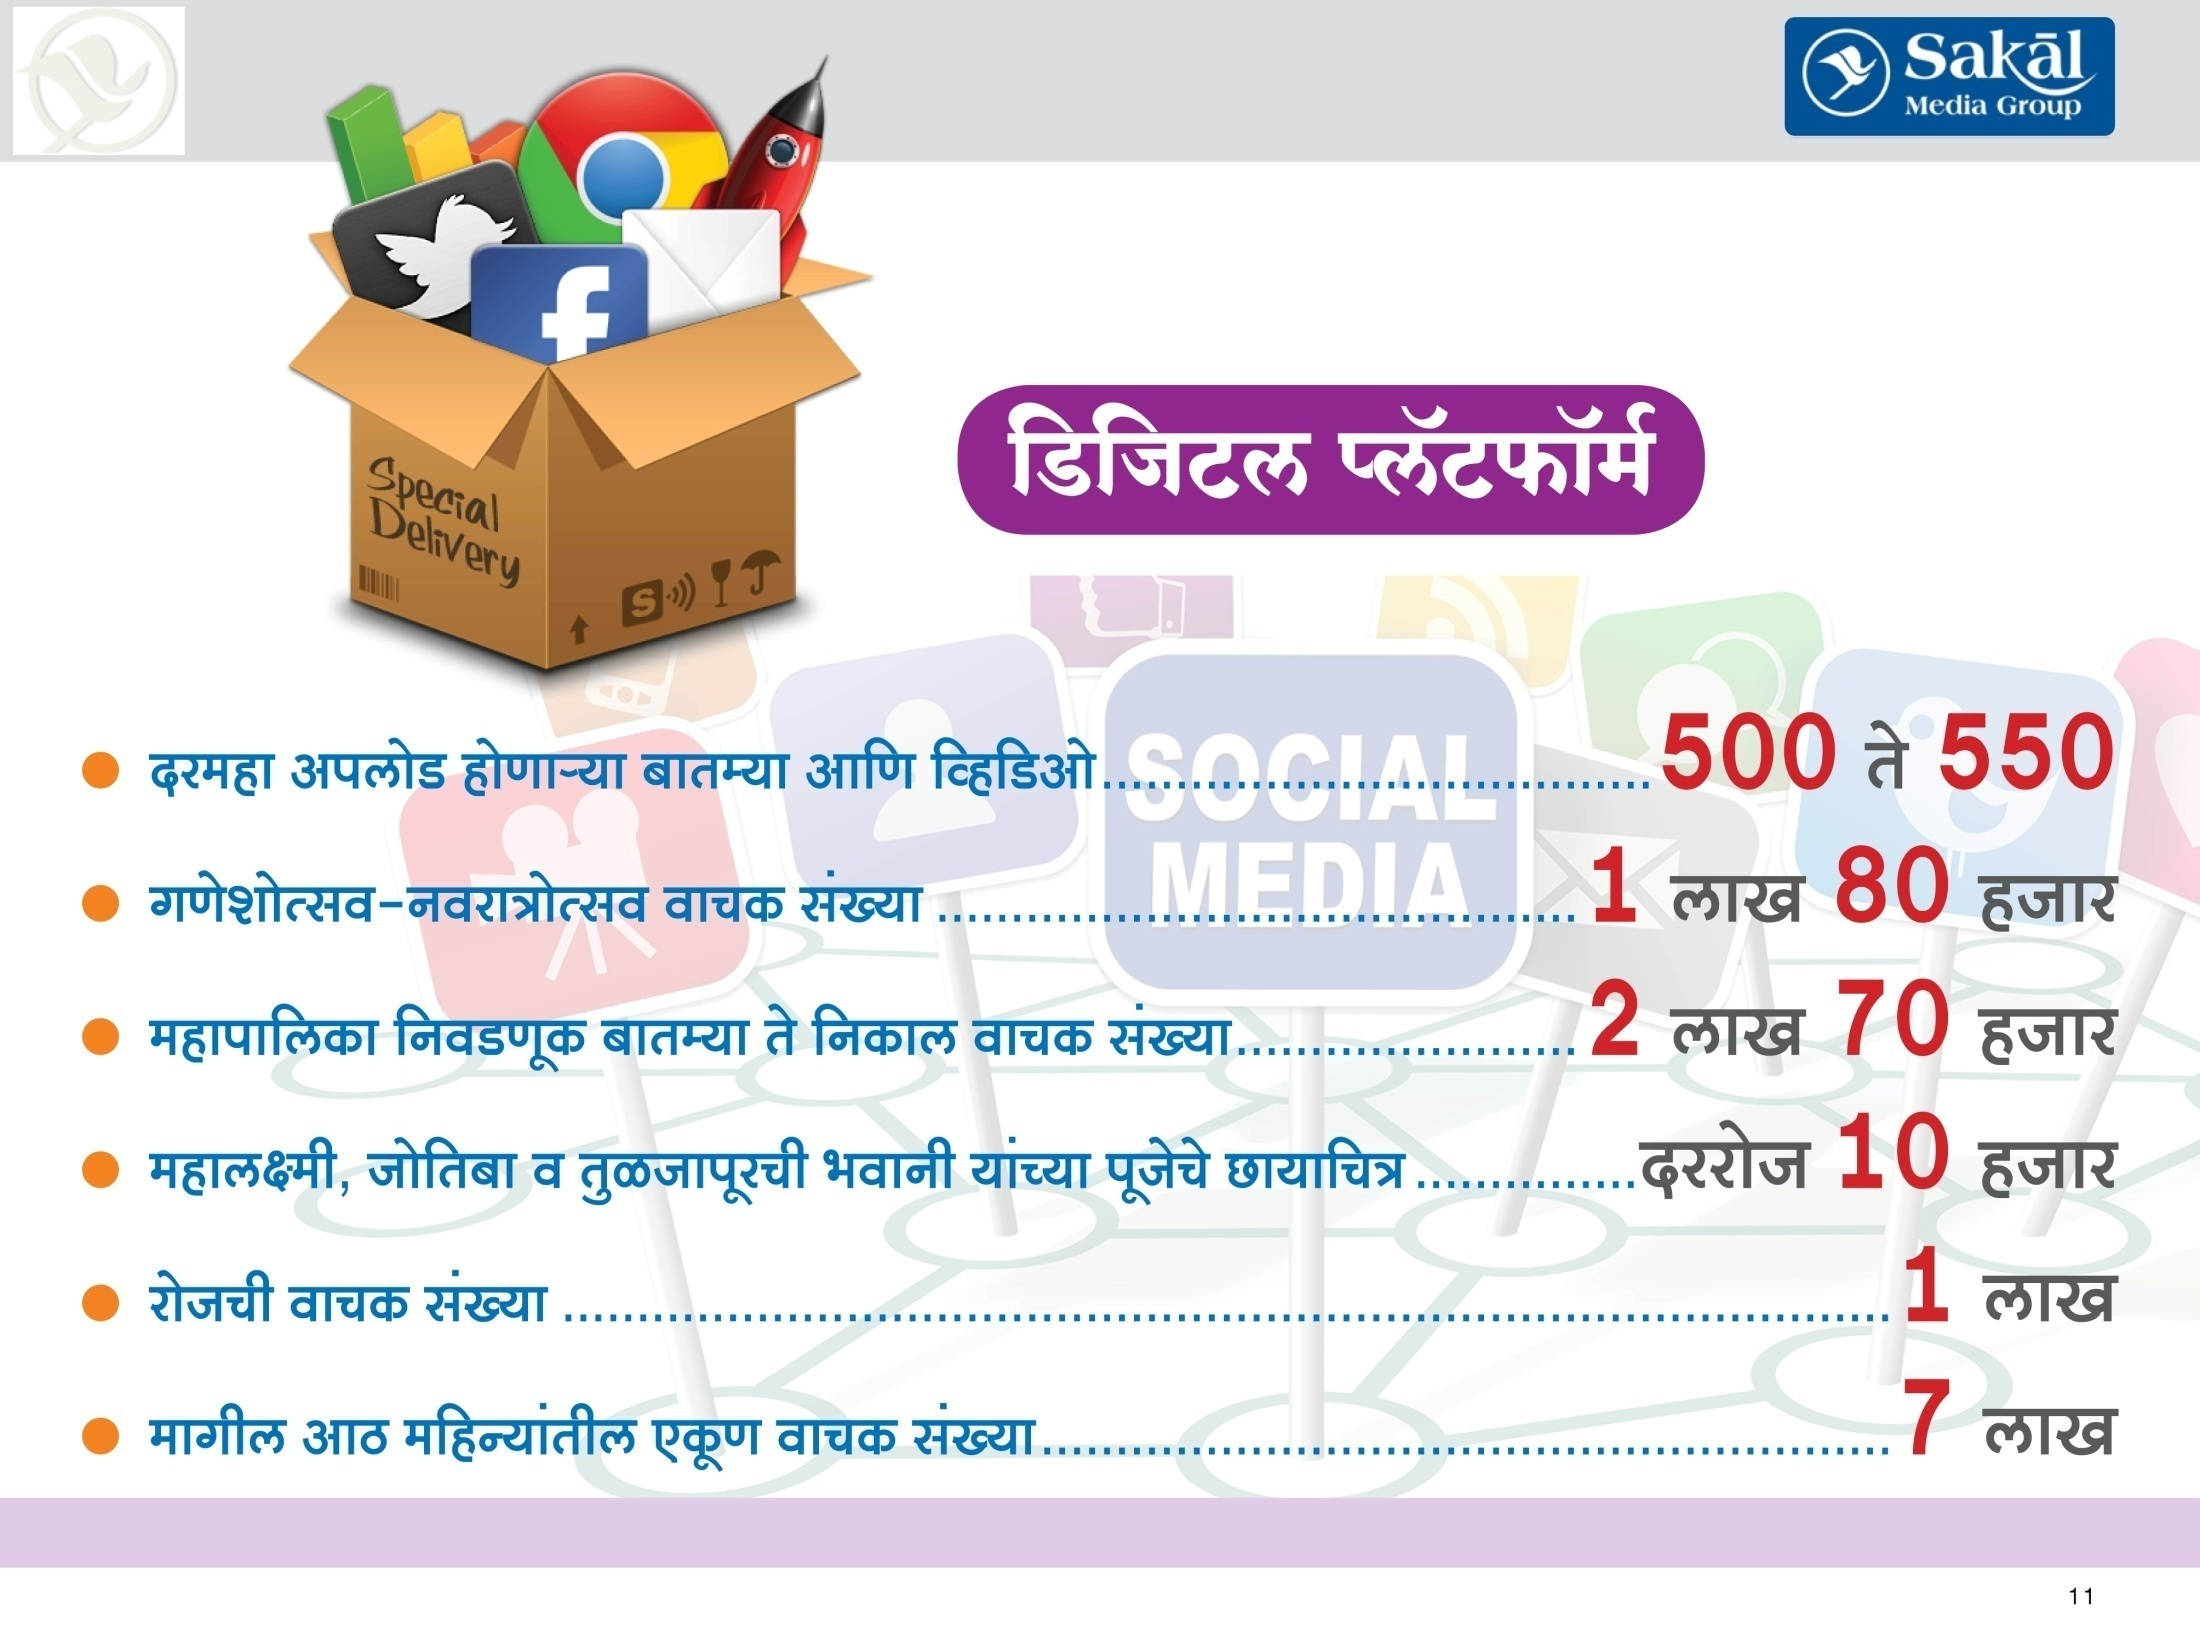 Sakāl
Media Group
Special
Delivery
डिजिटल प्लॅटफॉर्म
SOCIAL
MEDIA
दरमहा अपलोड होणाऱ्या बातम्या आणि व्हिडिओ.....................................500 ते 550
गणेशोत्सव-नवरात्रोत्सव वाचक संख्या ...........................................1 लाख 80 हजार
महापालिका निवडणूक बातम्या ते निकाल वाचक संख्या.......................2 लाख 70 हजार
महालक्ष्मी, जोतिबा व तुळजापूरची भवानी यांच्या पूजेचे छायाचित्र ...............दररोज 10 हजार
रोजची वाचक संख्या .........................................................................................1 लाख
मागील आठ महिन्यांतील एकूण वाचक संख्या.........................................................7 लाख
11